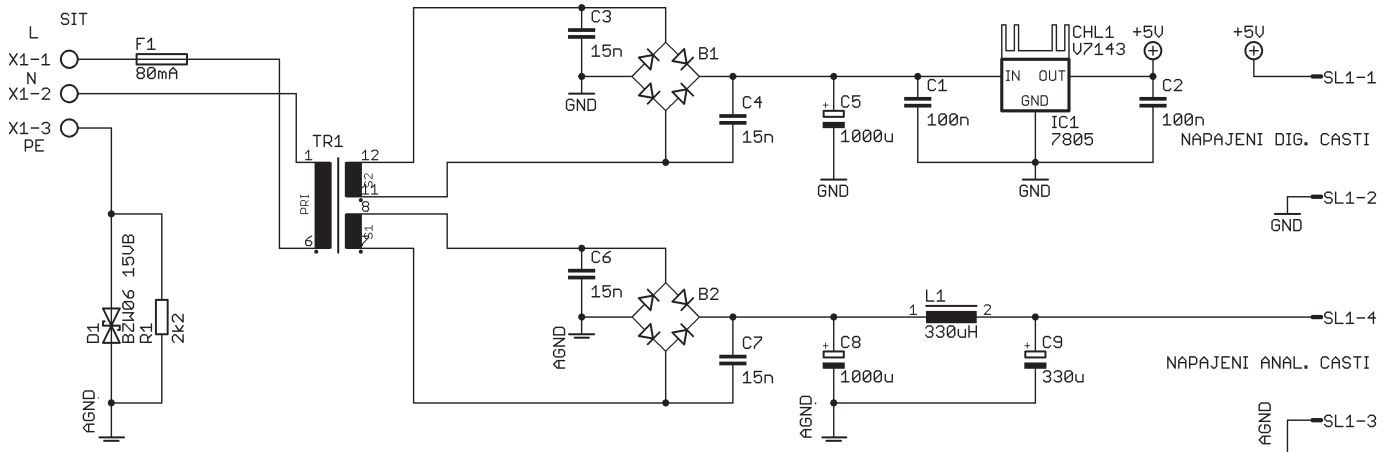 SIT
L
X1-1
N
X1-2
X1-3
PE
F1
80mA
TR1
1
6
PRI
12
S2
11
8
S1
7
C3
15n
GND
B1
C4
15n
C5
1000u
GND
C1
100n
CHL1
V7143
IN
OUT
GND
IC1
7805
GND
+5V
C2
100n
+5V
SL1-1
NAPAJENI DIG. CASTI
SL1-2
GND
D1
BZW06 15VB
R1
2k2
AGND
C6
15n
AGND
B2
C7
15n
C8
1000u
AGND
L1
1
2
330uH
C9
330u
SL1-4
NAPAJENI ANAL. CASTI
SL1-3
AGND